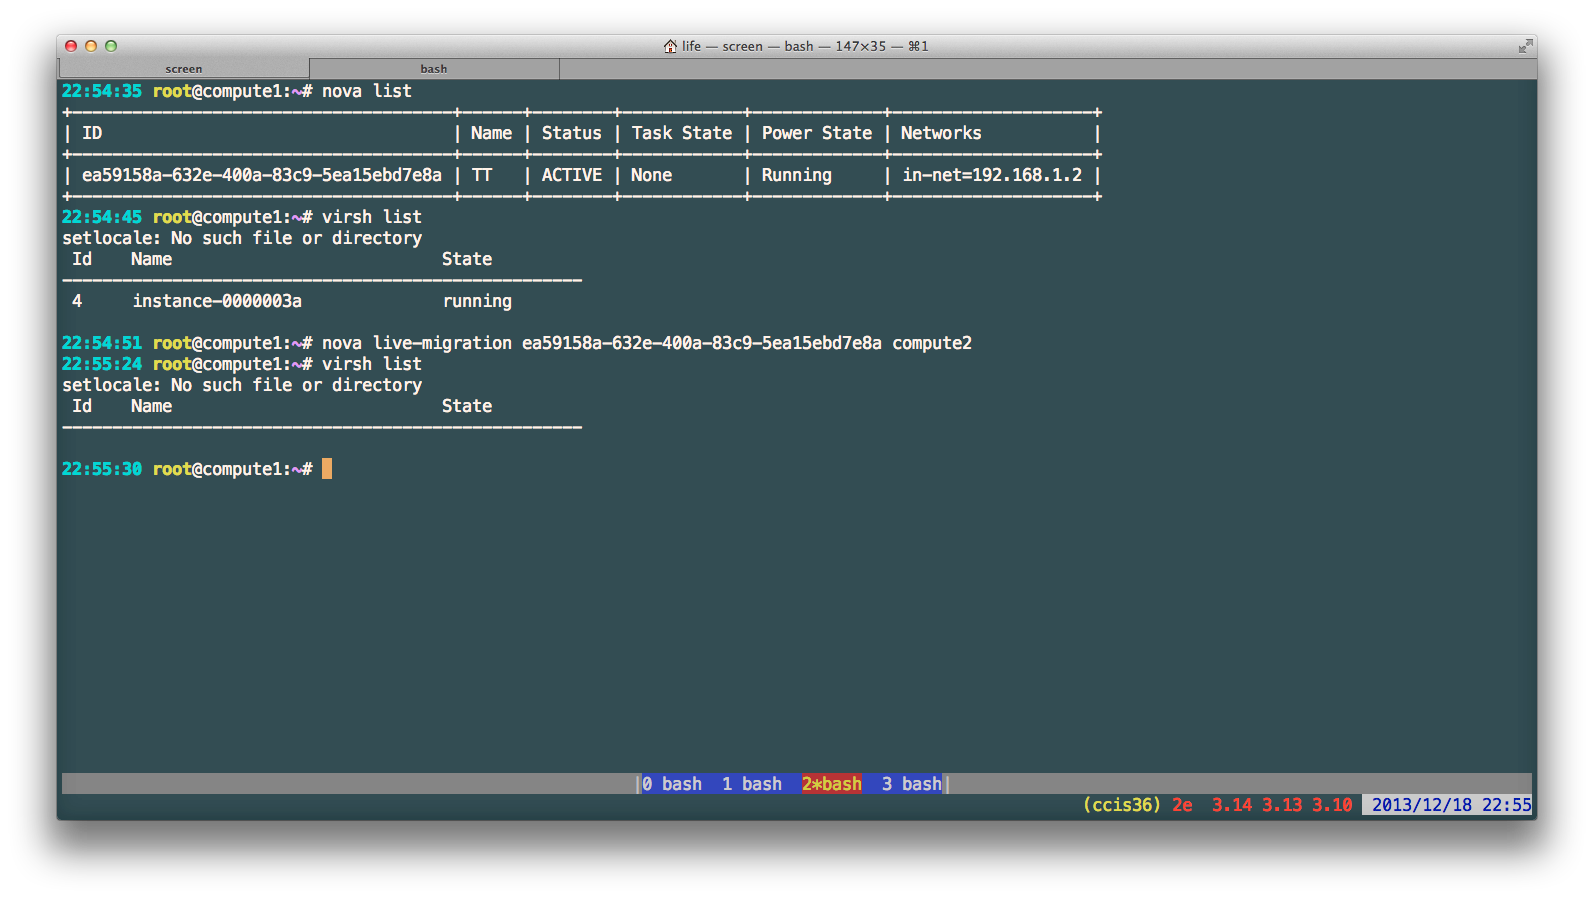 life — screen — bash — 147×35 — ⌘1
screen bash
22:54:35 root@compute1:~# nova list
+--------------------------------------+------+--------+------------+-------------+--------------------+
| ID                                   | Name | Status | Task State | Power State | Networks           |
+--------------------------------------+------+--------+------------+-------------+--------------------+
| ea59158a-632e-400a-83c9-5ea15ebd7e8a | TT   | ACTIVE | None       | Running     | in-net=192.168.1.2 |
+--------------------------------------+------+--------+------------+-------------+--------------------+
22:54:45 root@compute1:~# virsh list
setlocale: No such file or directory
 Id    Name                           State
----------------------------------------------------
 4     instance-0000003a              running
22:54:51 root@compute1:~# nova live-migration ea59158a-632e-400a-83c9-5ea15ebd7e8a compute2
22:55:24 root@compute1:~# virsh list
setlocale: No such file or directory
 Id    Name                           State
----------------------------------------------------
22:55:30 root@compute1:~#
|0 bash  1 bash  2*bash  3 bash|
(ccis36) 2e  3.14 3.13 3.10  2013/12/18 22:55